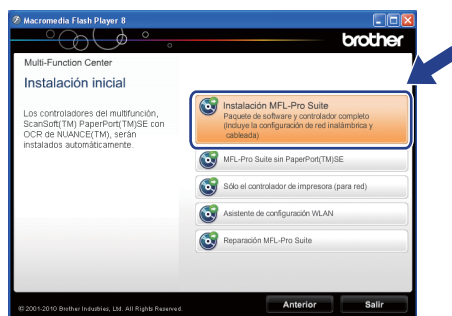 Macromedia Flash Player 8
brother
Multi-Function Center
Instalación inicial
Los controladores del multifunción,
ScanSoft(TM) PaperPort(TM)SE con
OCR de NUANCE(TM), serán
instalados automáticamente.
Instalación MFL-Pro Suite
Paquete de software y controlador completo
(incluye la configuración de red inalámbrica y
cableada)
MFL-Pro Suite sin PaperPort(TM)SE
Sólo el controlador de impresora (para red)
Asistente de configuración WLAN
Reparación MFL-Pro Suite
© 2001-2010 Brother Industries, Ltd. All Rights Reserved.
Anterior
Salir